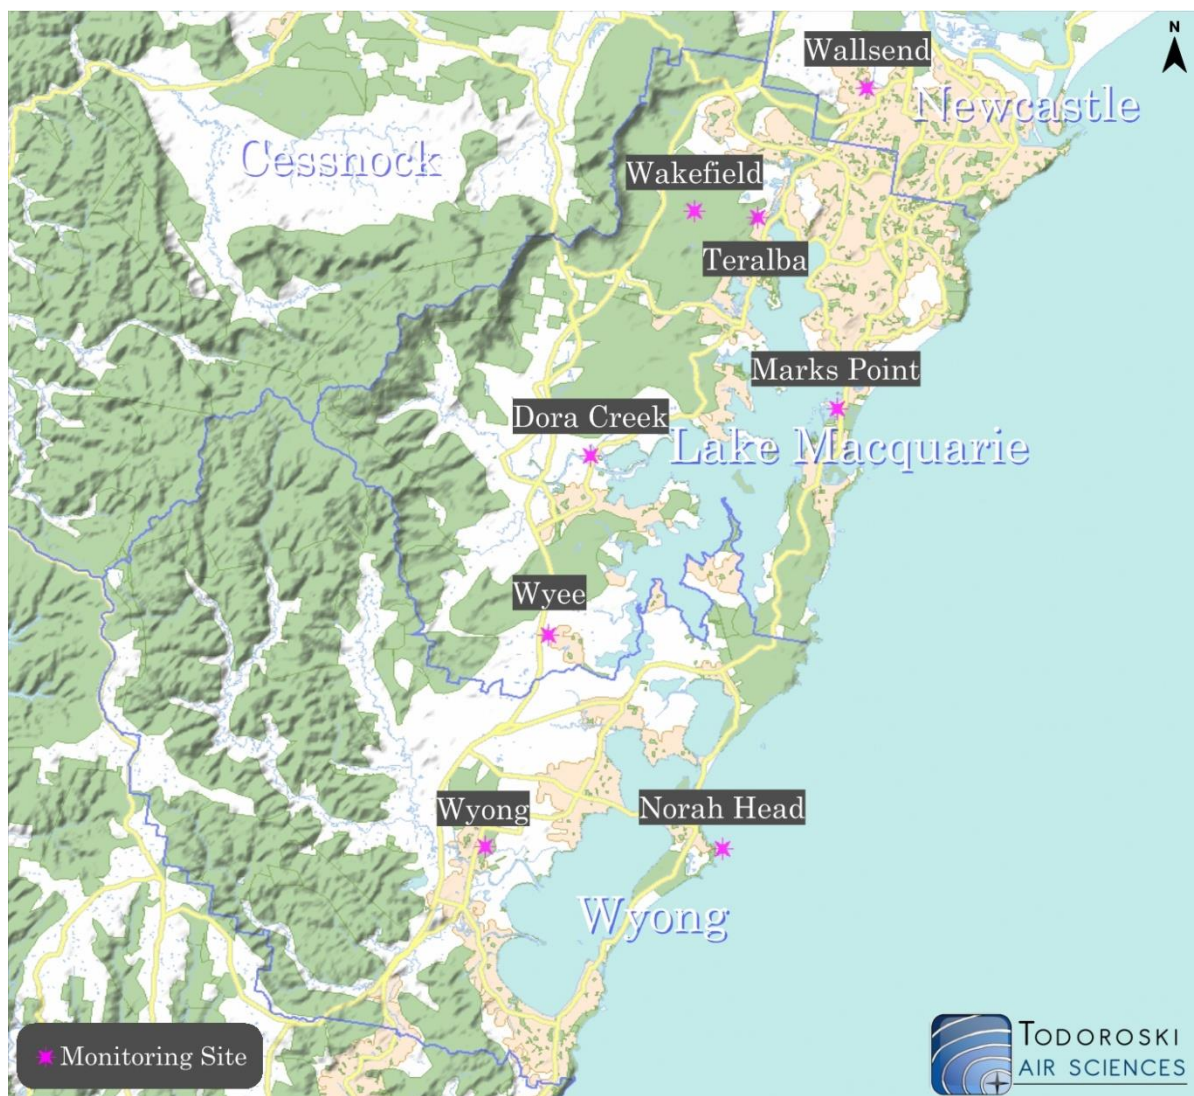 N
Wallsend
Newcastle
Cessnock
Wakefield
Teralba
Marks Point
Dora Creek
Lake Macquarie
Wyee
Wyong
Norah Head
Wyong
Monitoring Site
TODOROSKI
AIR SCIENCES